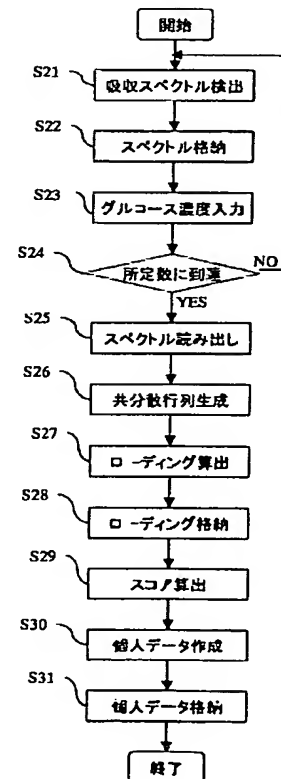 開始
S21
吸収スペクトル検出
S22
スペクトル格納
S23
グルコース濃度入力
S24
所定数に到達
NO
YES
S25
スペクトル読み出し
S26
共分散行列生成
S27
ローディング算出
S28
ローディング格納
S29
スコア算出
S30
個人データ作成
S31
個人データ格納
終了